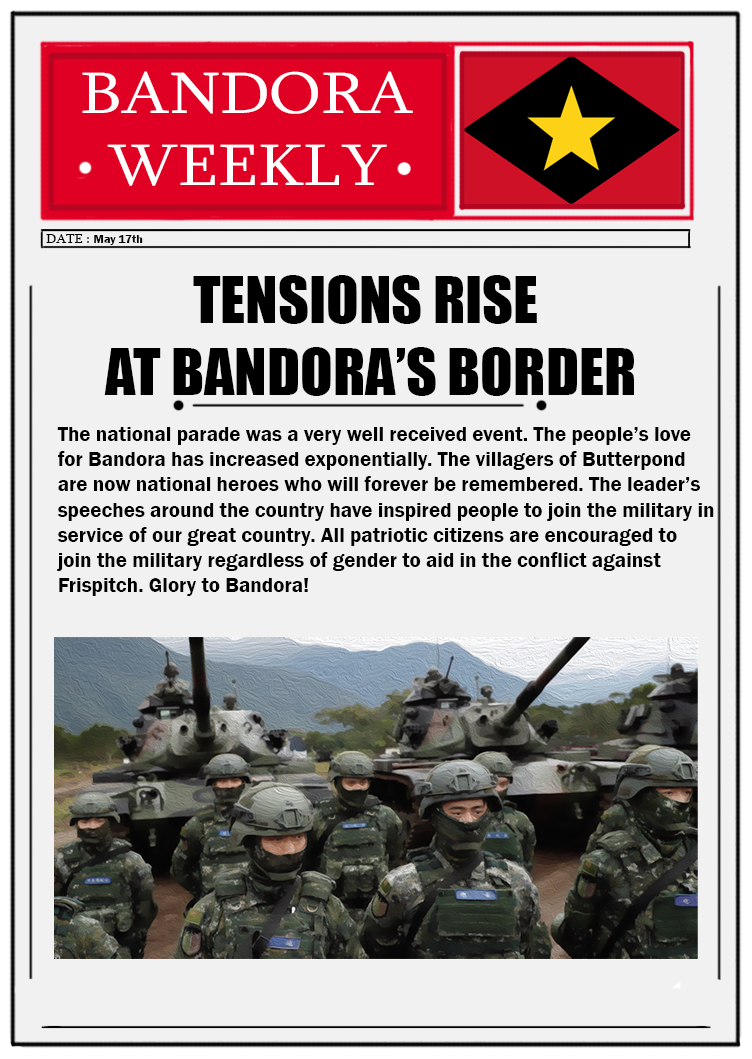 BANDORA
• WEEKLY •
DATE : May 17th
TENSIONS RISE
AT BANDORA'S BORDER
The national parade was a very well received event. The people's love
for Bandora has increased exponentially. The villagers of Butterpond
are now national heroes who will forever be remembered. The leader's
speeches around the country have inspired people to join the military in
service of our great country. All patriotic citizens are encouraged to
join the military regardless of gender to aid in the conflict against
Frispitch. Glory to Bandora!